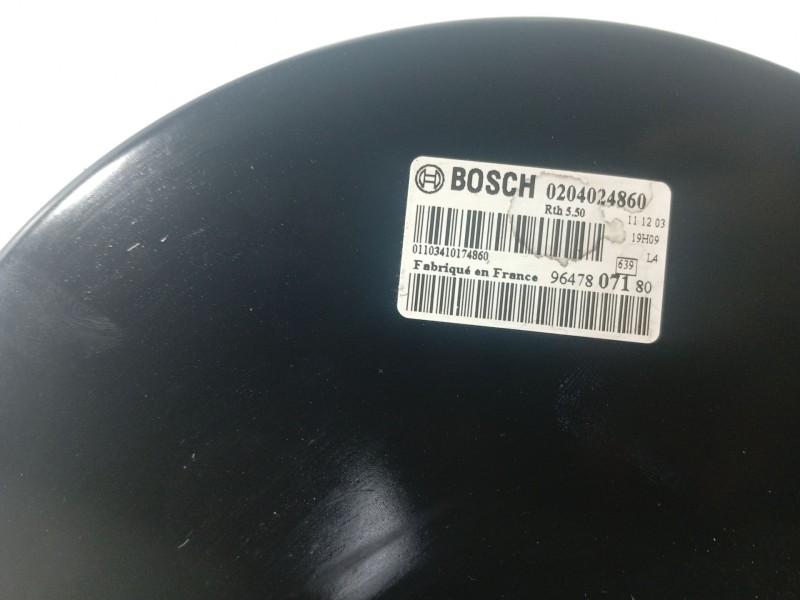 BOSCH 0204024860
Rth 5.50
11 12 03
19H09
L4
01103410174860
639
Fabriqué en France 96478 071 80